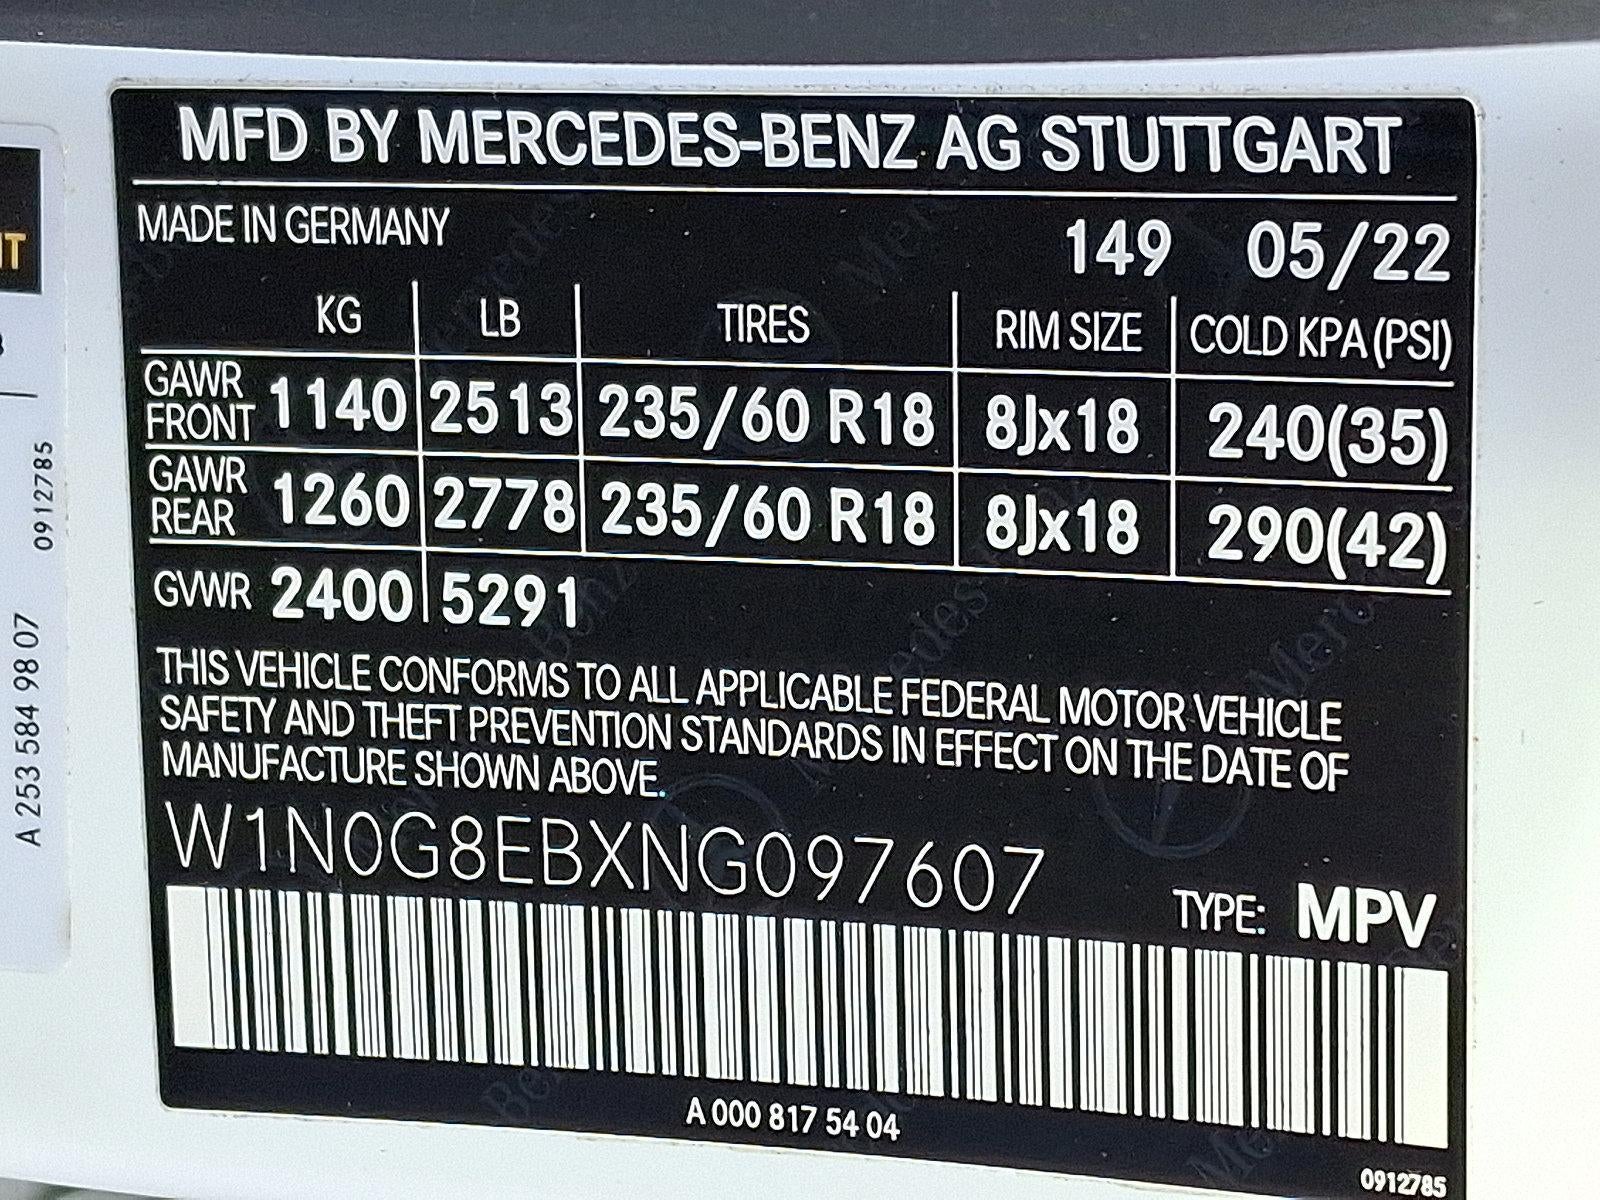 MFD BY MERCEDES-BENZ AG STUTTGART
MADE IN GERMANY 149 05/22
KG LB TIRES RIM SIZE COLD KPA (PSI)
GAWR FRONT 1140 2513 235/60 R18 8Jx18 240(35)
GAWR REAR 1260 2778 235/60 R18 8Jx18 290(42)
GVWR 2400 5291
THIS VEHICLE CONFORMS TO ALL APPLICABLE FEDERAL MOTOR VEHICLE
SAFETY AND THEFT PREVENTION STANDARDS IN EFFECT ON THE DATE OF
MANUFACTURE SHOWN ABOVE.
W1N0G8EBXNG097607
TYPE: MPV
A 000 817 54 04
0912785
A 253 584 98 07 0912785